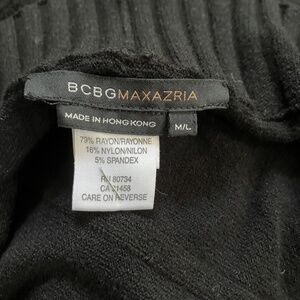 BCBGMAXAZRIA
MADE IN HONG KONG
M/L
79% RAYON/RAYONNE
16% NYLON/NILON
5% SPANDEX
RN 80734
CA 21458
CARE ON REVERSE